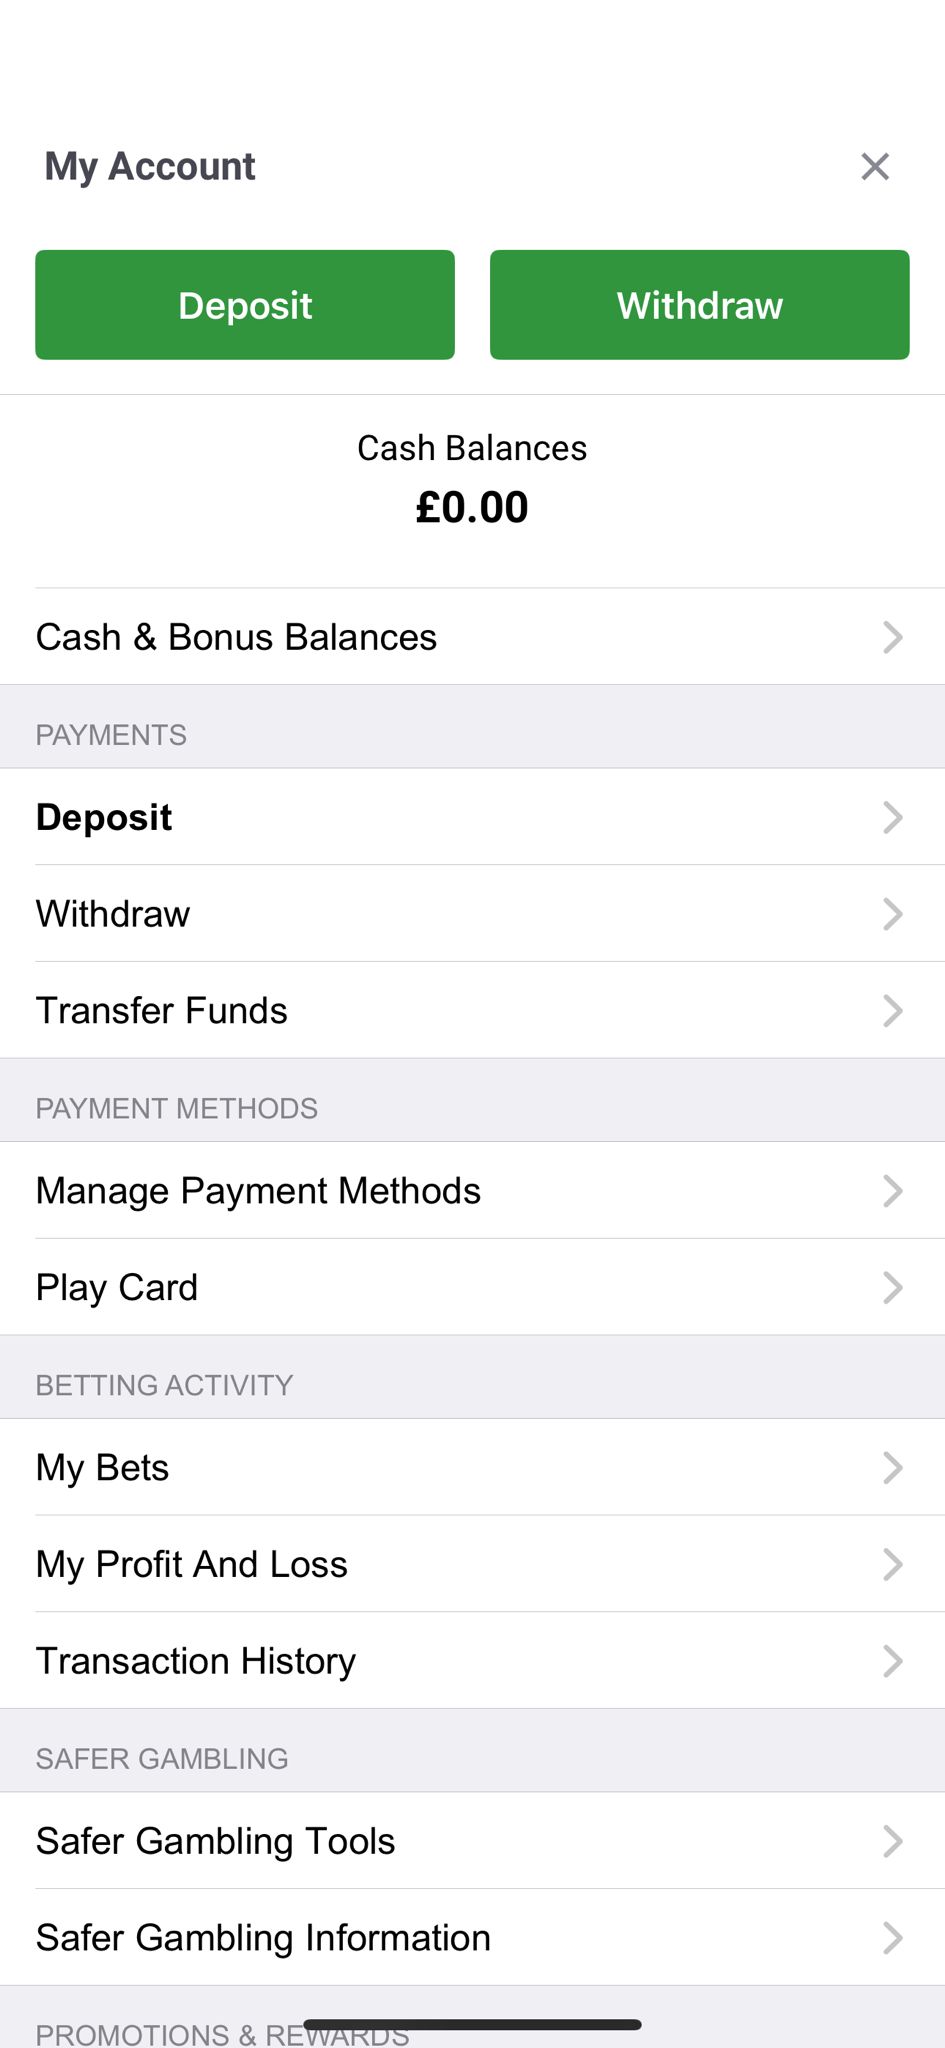 My Account
Deposit
Withdraw
Cash Balances
£0.00
Cash & Bonus Balances
PAYMENTS
Deposit
Withdraw
Transfer Funds
PAYMENT METHODS
Manage Payment Methods
Play Card
BETTING ACTIVITY
My Bets
My Profit And Loss
Transaction History
SAFER GAMBLING
Safer Gambling Tools
Safer Gambling Information
PROMOTIONS & REWARDS